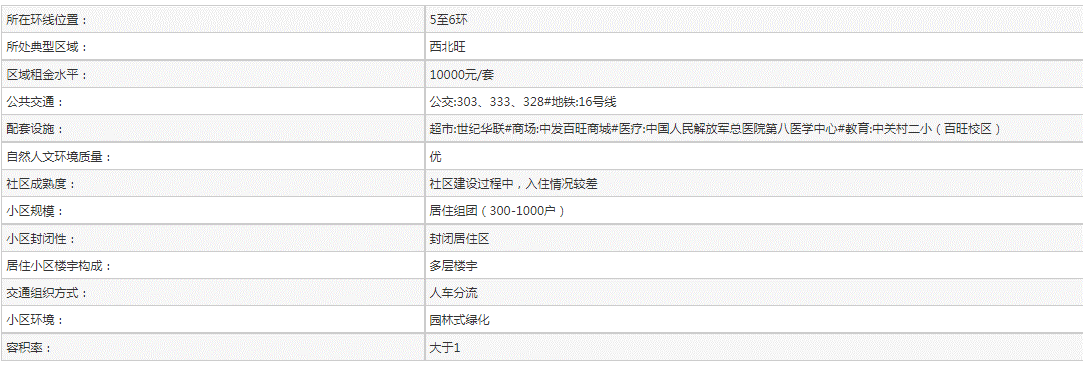 所在环线位置： 5至6环
所处典型区域： 西北旺
区域租金水平： 10000元/套
公共交通： 公交:303、333、328#地铁:16号线
配套设施： 超市:世纪华联#商场:中发百旺商城#医疗:中国人民解放军总医院第八医学中心#教育:中关村二小（百旺校区）
自然人文环境质量： 优
社区成熟度： 社区建设过程中，入住情况较差
小区规模： 居住组团（300-1000户）
小区封闭性： 封闭居住区
居住小区楼宇构成： 多层楼宇
交通组织方式： 人车分流
小区环境： 园林式绿化
容积率： 大于1